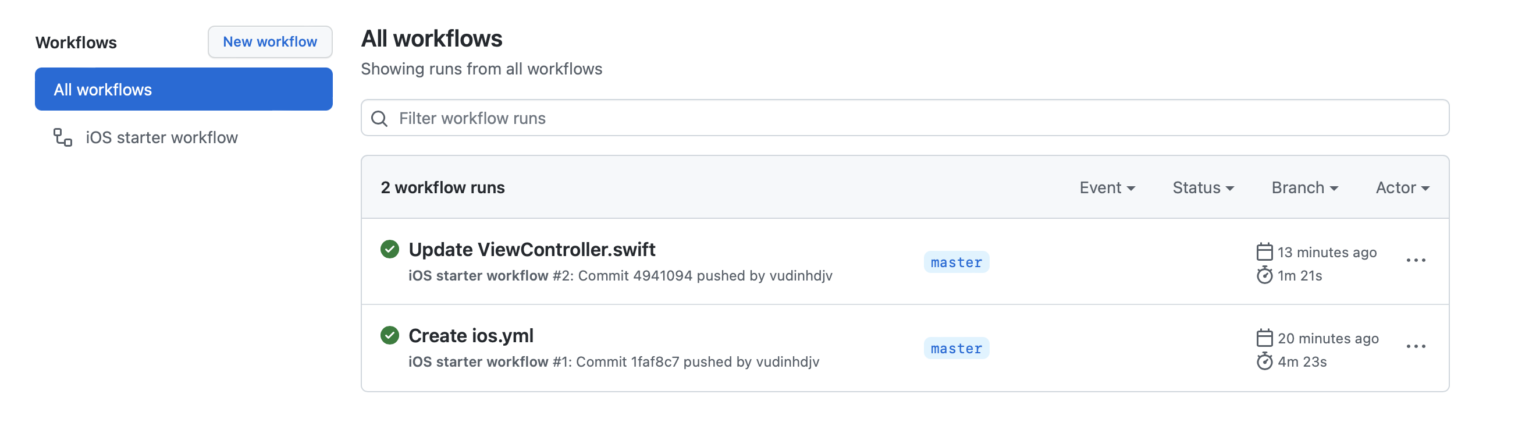 Workflows
New workflow
All workflows
iOS starter workflow
All workflows
Showing runs from all workflows
Filter workflow runs
2 workflow runs
Event
Status
Branch
Actor
Update ViewController.swift
iOS starter workflow #2: Commit 4941094 pushed by vudinhdjv
master
13 minutes ago
1m 21s
Create ios.yml
iOS starter workflow #1: Commit 1faf8c7 pushed by vudinhdjv
master
20 minutes ago
4m 23s